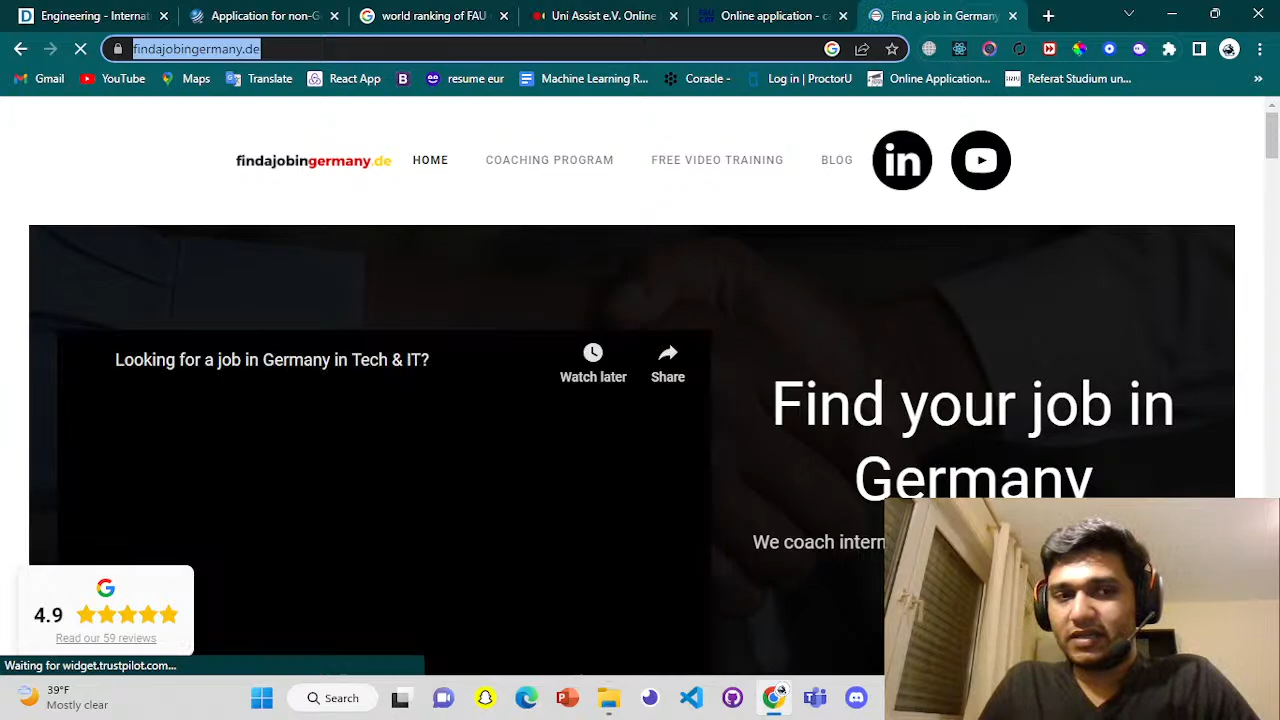 D International
Application for non-G
world ranking of FAU
Uni Assist e.V. Online
Online application - ca
Find a job in Germany
findajobingermany.de
Gmail
YouTube
Maps
Translate
React App
resume eur
Machine Learning R...
Coracle -
Log in | ProctorU
Online Application...
Referat Studium un...
findajobingermany.de
HOME
COACHING PROGRAM
FREE VIDEO TRAINING
BLOG
in
Looking for a job in Germany in Tech & IT?
Watch later
Share
Find your job in
Germany
We coach intern
4.9
Read our 59 reviews
Waiting for widget.trustpilot.com...
39°F
Mostly clear
Search